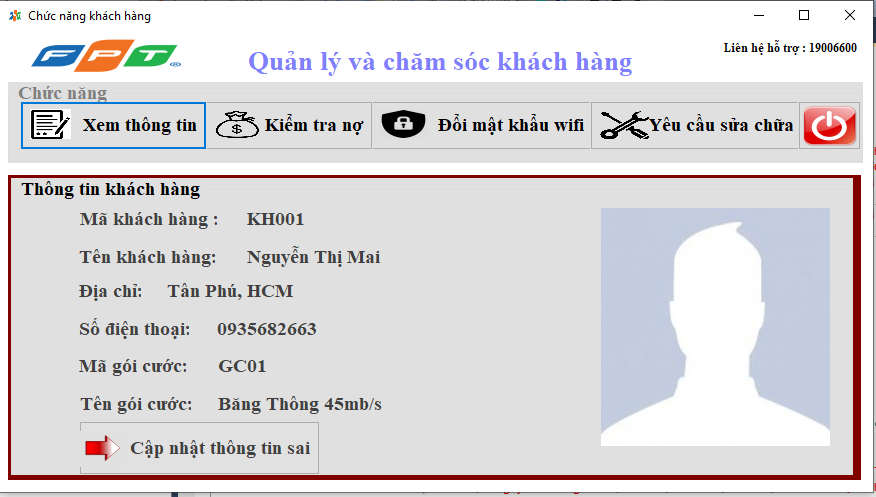 Chức năng khách hàng
FPT
Quản lý và chăm sóc khách hàng
Liên hệ hỗ trợ : 19006600
Chức năng
Xem thông tin
$ Kiểm tra nợ
Đổi mật khẩu wifi
Yêu cầu sửa chữa
Thông tin khách hàng
Mã khách hàng : KH001
Tên khách hàng: Nguyễn Thị Mai
Địa chỉ: Tân Phú, HCM
Số điện thoại: 0935682663
Mã gói cước: GC01
Tên gói cước: Băng Thông 45mb/s
Cập nhật thông tin sai